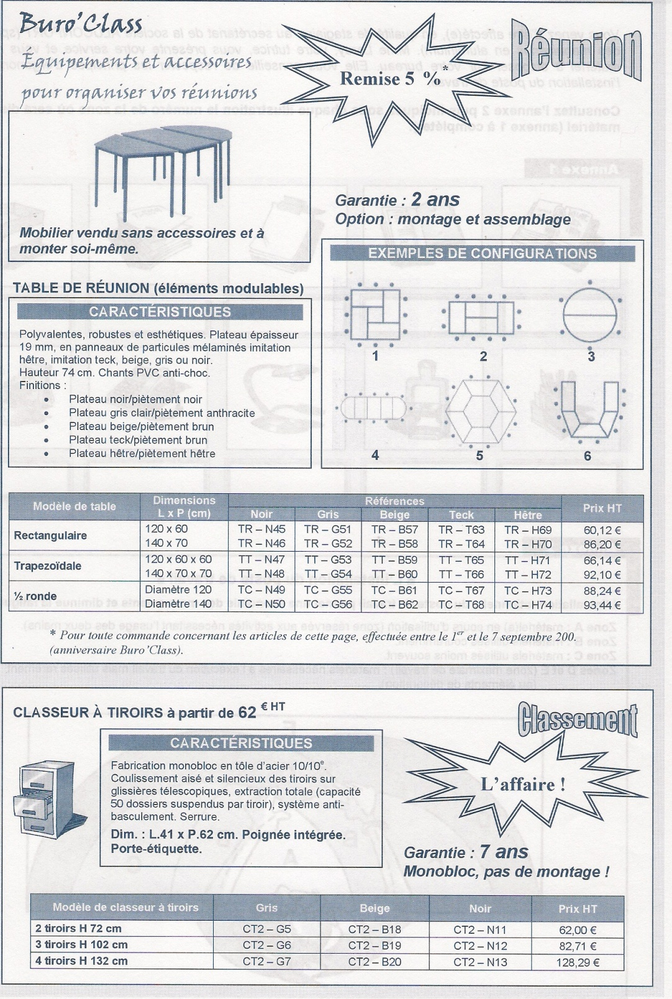 Buro'Class
Équipements et accessoires
pour organiser vos réunions
Remise 5 %*
Réunion
Mobilier vendu sans accessoires et à
monter soi-même.
Garantie : 2 ans
Option : montage et assemblage
TABLE DE RÉUNION (éléments modulables)
CARACTÉRISTIQUES
Polyvalentes, robustes et esthétiques. Plateau épaisseur
19 mm, en panneaux de particules mélaminés imitation
hêtre, imitation teck, beige, gris ou noir.
Hauteur 74 cm. Chants PVC anti-choc.
Finitions :
• Plateau noir/piètement noir
• Plateau gris clair/piètement anthracite
• Plateau beige/piètement brun
• Plateau teck/piètement brun
• Plateau hêtre/piètement hêtre
EXEMPLES DE CONFIGURATIONS
1 2 3
4 5 6
Modèle de table Dimensions L x P (cm) Références Prix HT
Noir Gris Beige Teck Hêtre
Rectangulaire 120 x 60 TR – N45 TR – G51 TR – B57 TR – T63 TR – H69 60,12 €
140 x 70 TR – N46 TR – G52 TR – B58 TR – T64 TR – H70 86,20 €
Trapezoïdale 120 x 60 x 60 TT – N47 TT – G53 TT – B59 TT – T65 TT – H71 66,14 €
140 x 70 x 70 TT – N48 TT – G54 TT – B60 TT – T66 TT – H72 92,10 €
½ ronde Diamètre 120 TC – N49 TC – G55 TC – B61 TC – T67 TC – H73 88,24 €
Diamètre 140 TC – N50 TC – G56 TC – B62 TC – T68 TC – H74 93,44 €
* Pour toute commande concernant les articles de cette page, effectuée entre le 1er et le 7 septembre 200.
(anniversaire Buro'Class).
CLASSEUR À TIROIRS à partir de 62 € HT
Classement
CARACTÉRISTIQUES
Fabrication monobloc en tôle d'acier 10/10e.
Coulissement aisé et silencieux des tiroirs sur
glissières télescopiques, extraction totale (capacité
50 dossiers suspendus par tiroir), système anti-
basculement. Serrure.
Dim. : L.41 x P.62 cm. Poignée intégrée.
Porte-étiquette.
L'affaire !
Garantie : 7 ans
Monobloc, pas de montage !
Modèle de classeur à tiroirs Gris Beige Noir Prix HT
2 tiroirs H 72 cm CT2 – G5 CT2 – B18 CT2 – N11 62,00 €
3 tiroirs H 102 cm CT2 – G6 CT2 – B19 CT2 – N12 82,71 €
4 tiroirs H 132 cm CT2 – G7 CT2 – B20 CT2 – N13 128,29 €